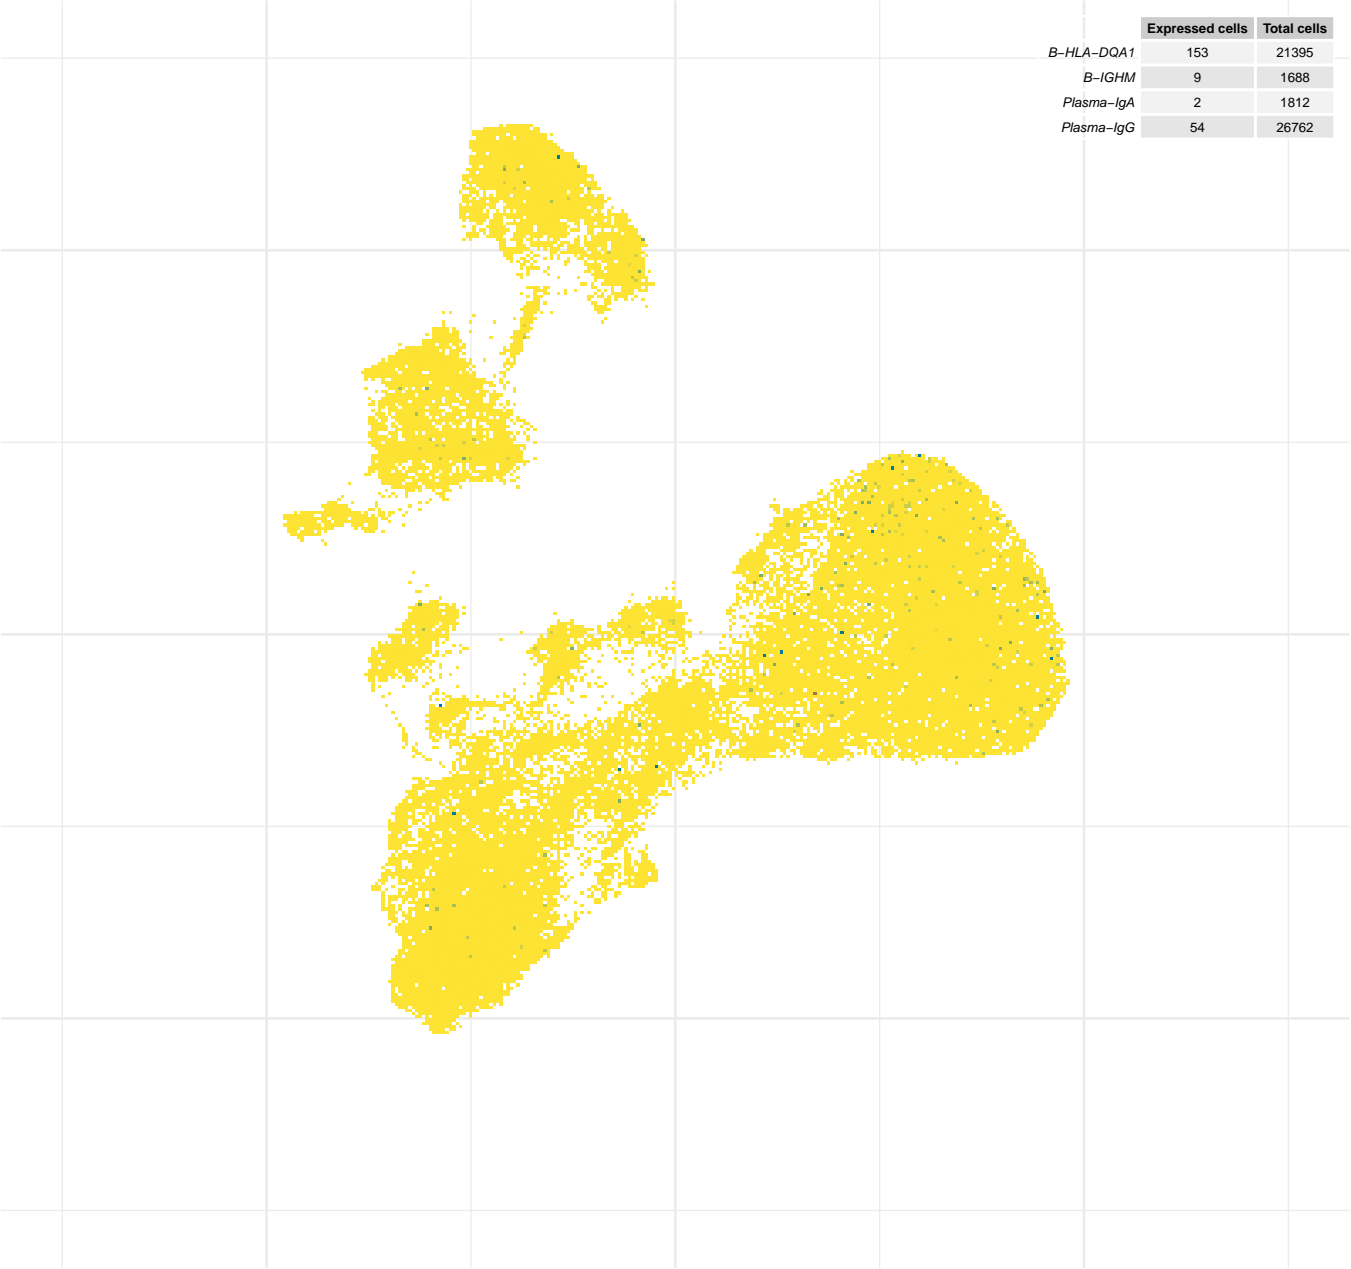 Expressed cells Total cells
B−HLA−DQA1 153 21395
B−IGHM 9 1688
Plasma−IgA 2 1812
Plasma−IgG 54 26762